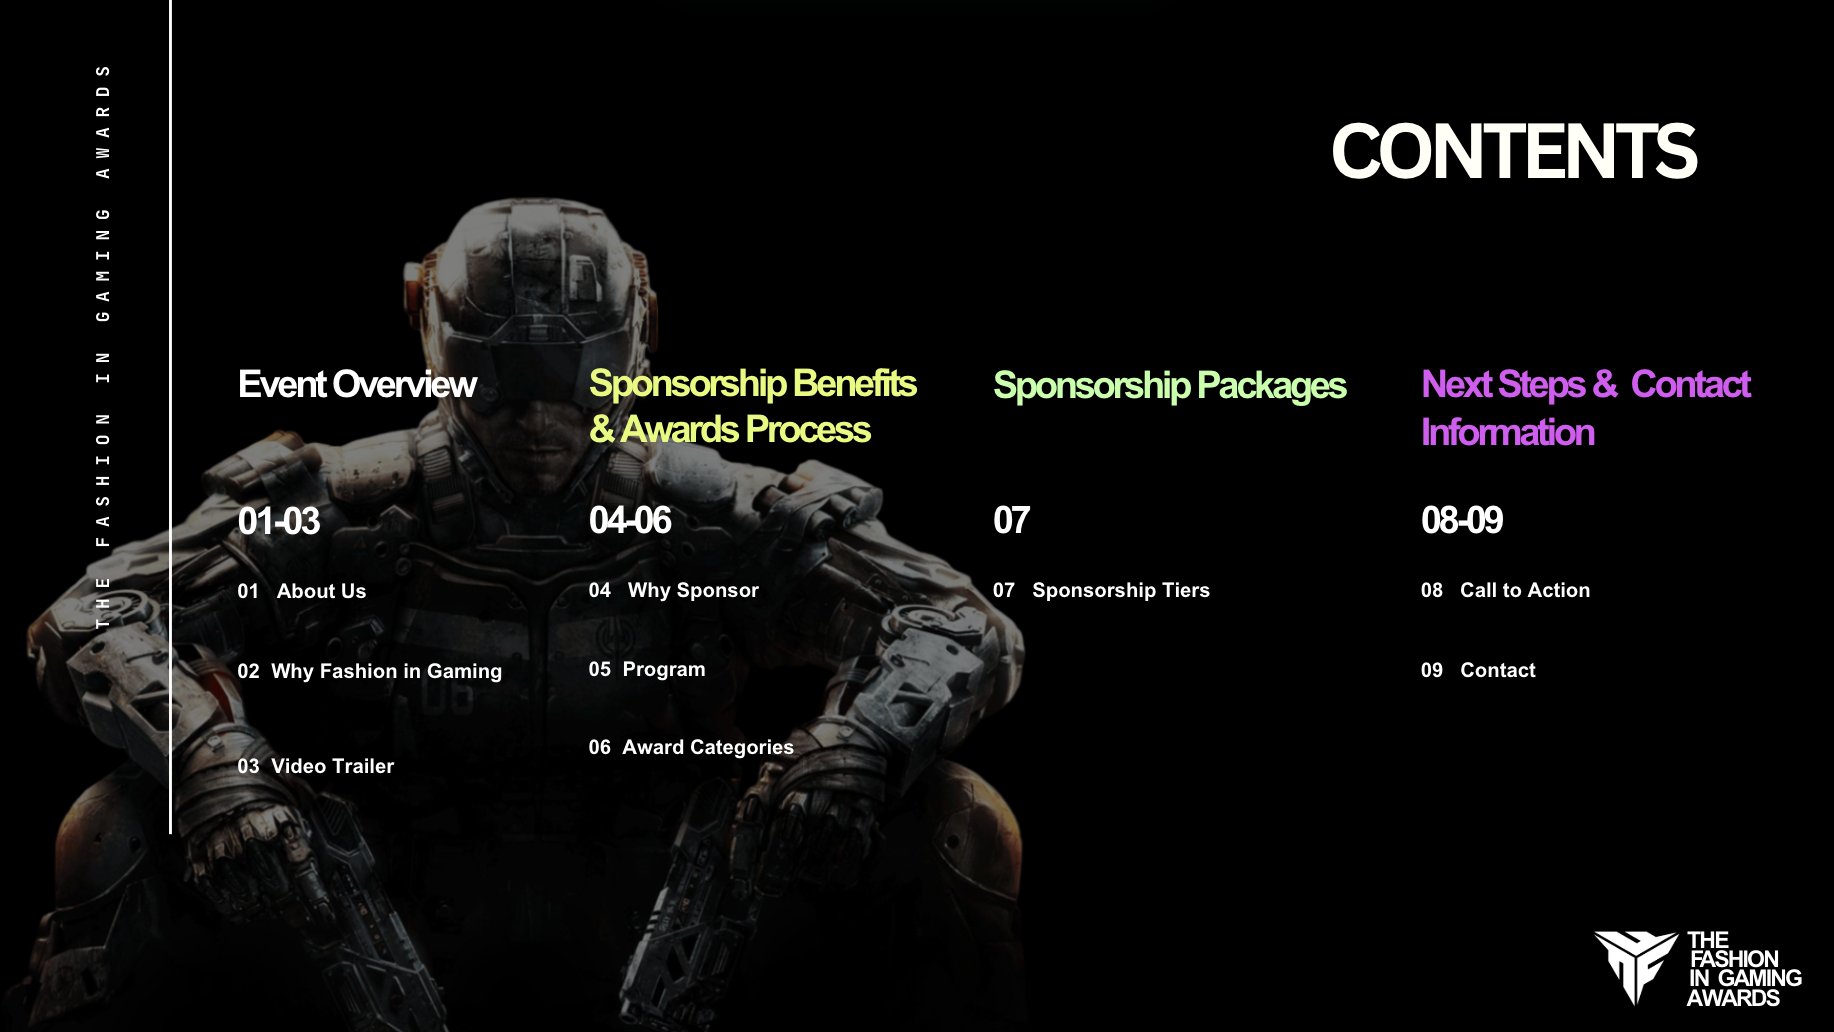 THE FASHION IN GAMING AWARDS
CONTENTS
Event Overview
01-03
01 About Us
02 Why Fashion in Gaming
03 Video Trailer
Sponsorship Benefits
& Awards Process
04-06
04 Why Sponsor
05 Program
06 Award Categories
Sponsorship Packages
07
07 Sponsorship Tiers
Next Steps & Contact
Information
08-09
08 Call to Action
09 Contact
06
THE
FASHION
IN GAMING
AWARDS